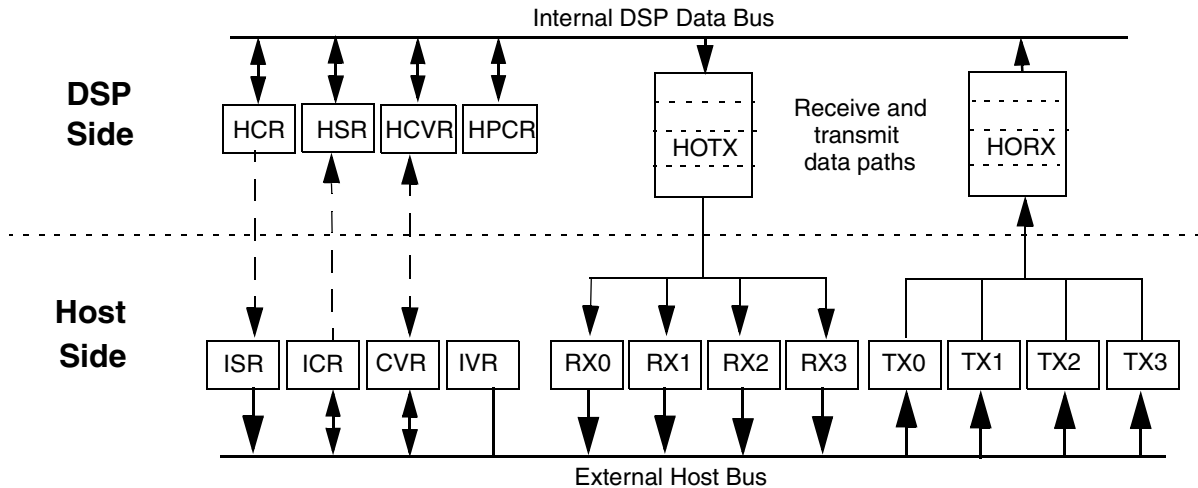 Internal DSP Data Bus
DSP
Side
HCR
HSR
HCVR
HPCR
HOTX
Receive and
transmit
data paths
HORX
Host
Side
ISR
ICR
CVR
IVR
RX0
RX1
RX2
RX3
TX0
TX1
TX2
TX3
External Host Bus